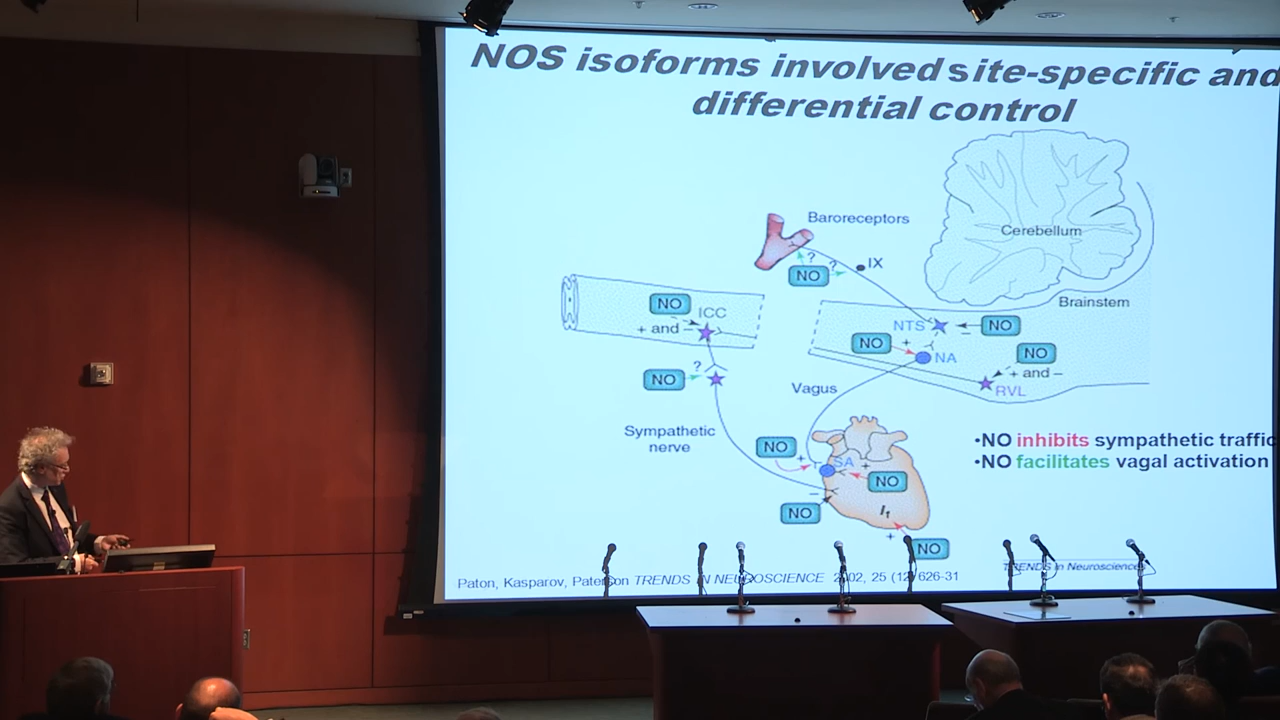 NOS isoforms involved site-specific and
differential control
Baroreceptors
Cerebellum
?
?
IX
NO
Brainstem
NO
ICC
+ and –
NTS
NO
–
NO
+
NA
NO
+ and –
RVL
?
NO
Vagus
Sympathetic
nerve
NO
+
SA
+
NO
–
NO
I1
+
NO
•NO inhibits sympathetic traffic
•NO facilitates vagal activation
TRENDS in Neurosciences
Paton, Kasparov, Paterson TRENDS IN NEUROSCIENCE 2002, 25 (12) 626-31